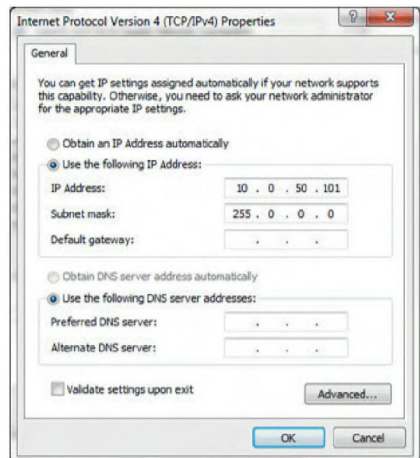 Internet Protocol Version 4 (TCP/IPv4) Properties
General
You can get IP settings assigned automatically if your network supports
this capability. Otherwise, you need to ask your network administrator
for the appropriate IP settings.
Obtain an IP Address automatically
Use the following IP Address:
IP Address: 10 . 0 . 50 . 101
Subnet mask: 255 . 0 . 0 . 0
Default gateway: . . .
Obtain DNS server address automatically
Use the following DNS server addresses:
Preferred DNS server: . . .
Alternate DNS server: . . .
Validate settings upon exit
Advanced...
OK Cancel